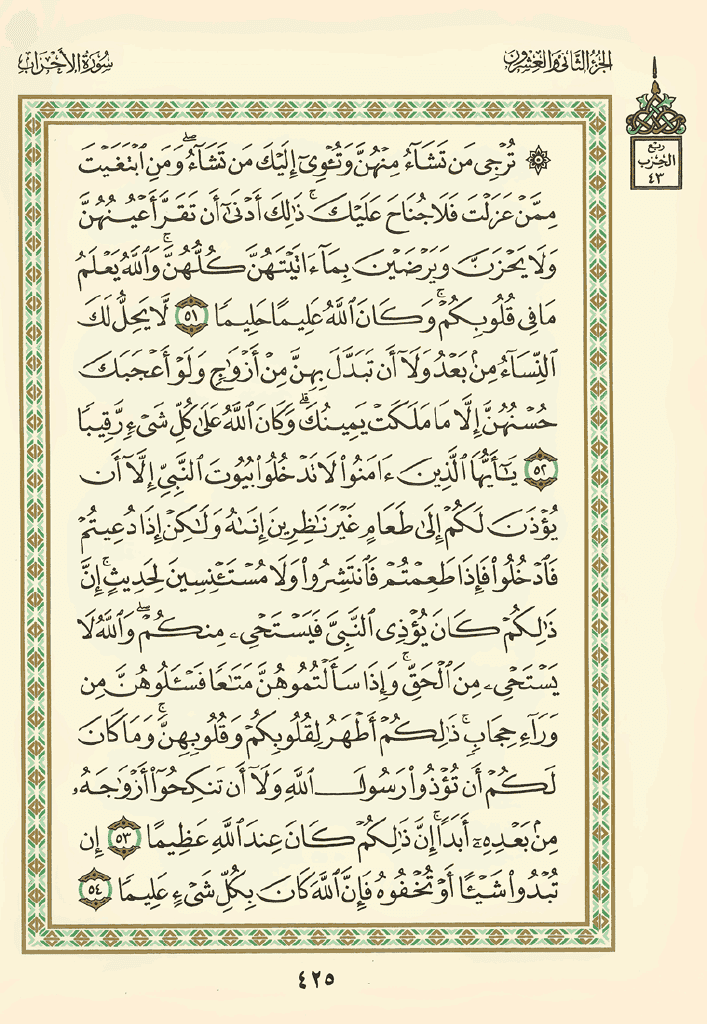 الجزء الثاني والعشرون
سورة الأحزاب
ربع
الحزب
٤٣
۞ تُرْجِى مَن تَشَآءُ مِنْهُنَّ وَتُـْٔوِىٓ إِلَيْكَ مَن تَشَآءُ ۖ وَمَنِ ٱبْتَغَيْتَ
مِمَّنْ عَزَلْتَ فَلَا جُنَاحَ عَلَيْكَ ۚ ذَٰلِكَ أَدْنَىٰٓ أَن تَقَرَّ أَعْيُنُهُنَّ
وَلَا يَحْزَنَّ وَيَرْضَيْنَ بِمَآ ءَاتَيْتَهُنَّ كُلُّهُنَّ ۚ وَٱللَّهُ يَعْلَمُ
مَا فِى قُلُوبِكُمْ ۚ وَكَانَ ٱللَّهُ عَلِيمًا حَلِيمًا ٥١ لَّا يَحِلُّ لَكَ
ٱلنِّسَآءُ مِنۢ بَعْدُ وَلَآ أَن تَبَدَّلَ بِهِنَّ مِنْ أَزْوَٰجٍ وَلَوْ أَعْجَبَكَ
حُسْنُهُنَّ إِلَّا مَا مَلَكَتْ يَمِينُكَ ۗ وَكَانَ ٱللَّهُ عَلَىٰ كُلِّ شَىْءٍ رَّقِيبًا
٥٢ يَـٰٓأَيُّهَا ٱلَّذِينَ ءَامَنُوا۟ لَا تَدْخُلُوا۟ بُيُوتَ ٱلنَّبِىِّ إِلَّآ أَن
يُؤْذَنَ لَكُمْ إِلَىٰ طَعَامٍ غَيْرَ نَـٰظِرِينَ إِنَىٰهُ وَلَـٰكِنْ إِذَا دُعِيتُمْ
فَٱدْخُلُوا۟ فَإِذَا طَعِمْتُمْ فَٱنتَشِرُوا۟ وَلَا مُسْتَـْٔنِسِينَ لِحَدِيثٍ ۚ إِنَّ
ذَٰلِكُمْ كَانَ يُؤْذِى ٱلنَّبِىَّ فَيَسْتَحْىِۦ مِنكُمْ ۖ وَٱللَّهُ لَا
يَسْتَحْىِۦ مِنَ ٱلْحَقِّ ۚ وَإِذَا سَأَلْتُمُوهُنَّ مَتَـٰعًا فَسْـَٔلُوهُنَّ مِن
وَرَآءِ حِجَابٍ ۚ ذَٰلِكُمْ أَطْهَرُ لِقُلُوبِكُمْ وَقُلُوبِهِنَّ ۚ وَمَا كَانَ
لَكُمْ أَن تُؤْذُوا۟ رَسُولَ ٱللَّهِ وَلَآ أَن تَنكِحُوٓا۟ أَزْوَٰجَهُۥ
مِنۢ بَعْدِهِۦٓ أَبَدًا ۚ إِنَّ ذَٰلِكُمْ كَانَ عِندَ ٱللَّهِ عَظِيمًا ٥٣ إِن
تُبْدُوا۟ شَيْـًٔا أَوْ تُخْفُوهُ فَإِنَّ ٱللَّهَ كَانَ بِكُلِّ شَىْءٍ عَلِيمًا ٥٤
٤٢٥